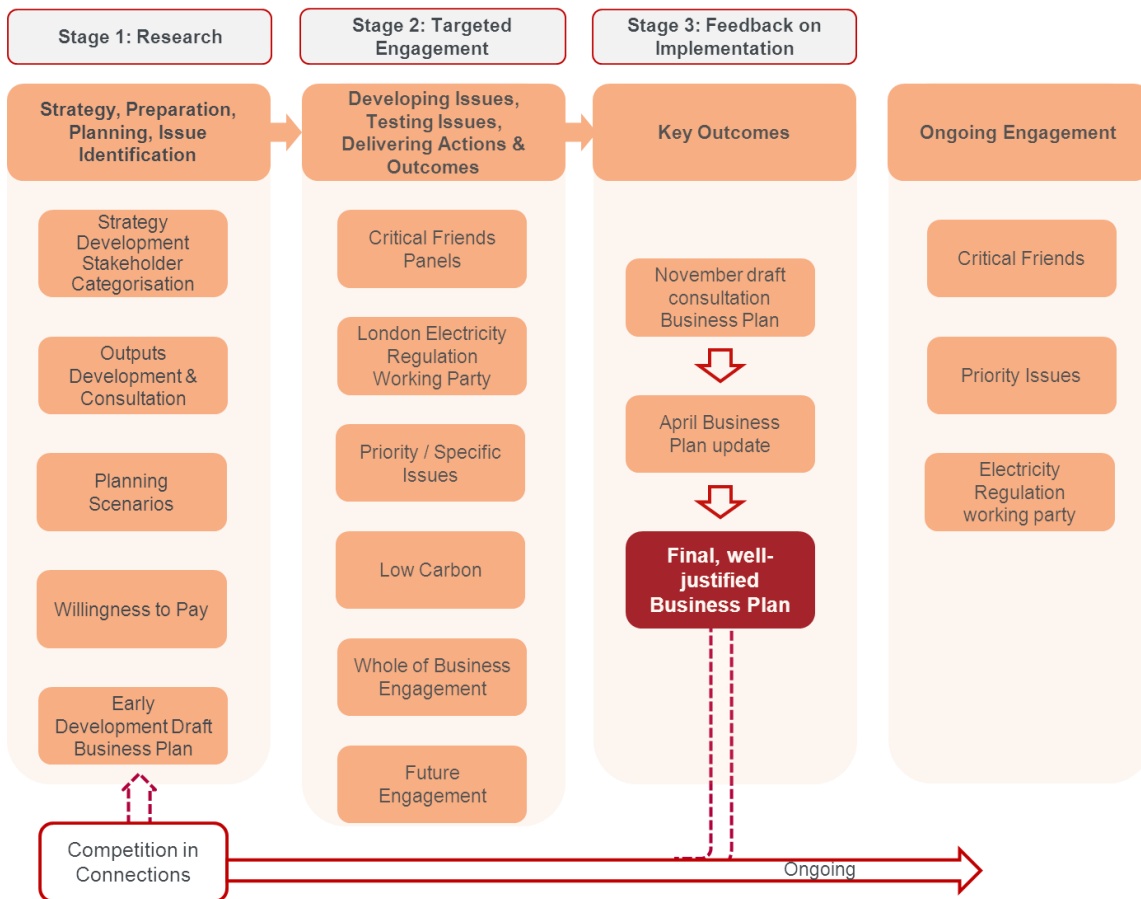 Stage 1: Research
Stage 2: Targeted
Engagement
Stage 3: Feedback on
Implementation
Strategy, Preparation,
Planning, Issue
Identification
Developing Issues,
Testing Issues,
Delivering Actions &
Outcomes
Key Outcomes
Ongoing Engagement
Strategy
Development
Stakeholder
Categorisation
Outputs
Development &
Consultation
Planning
Scenarios
Willingness to Pay
Early
Development Draft
Business Plan
Critical Friends
Panels
London Electricity
Regulation
Working Party
Priority / Specific
Issues
Low Carbon
Whole of Business
Engagement
Future
Engagement
November draft
consultation
Business Plan
April Business
Plan update
Final, well-
justified
Business Plan
Critical Friends
Priority Issues
Electricity
Regulation
working party
Competition in
Connections
Ongoing